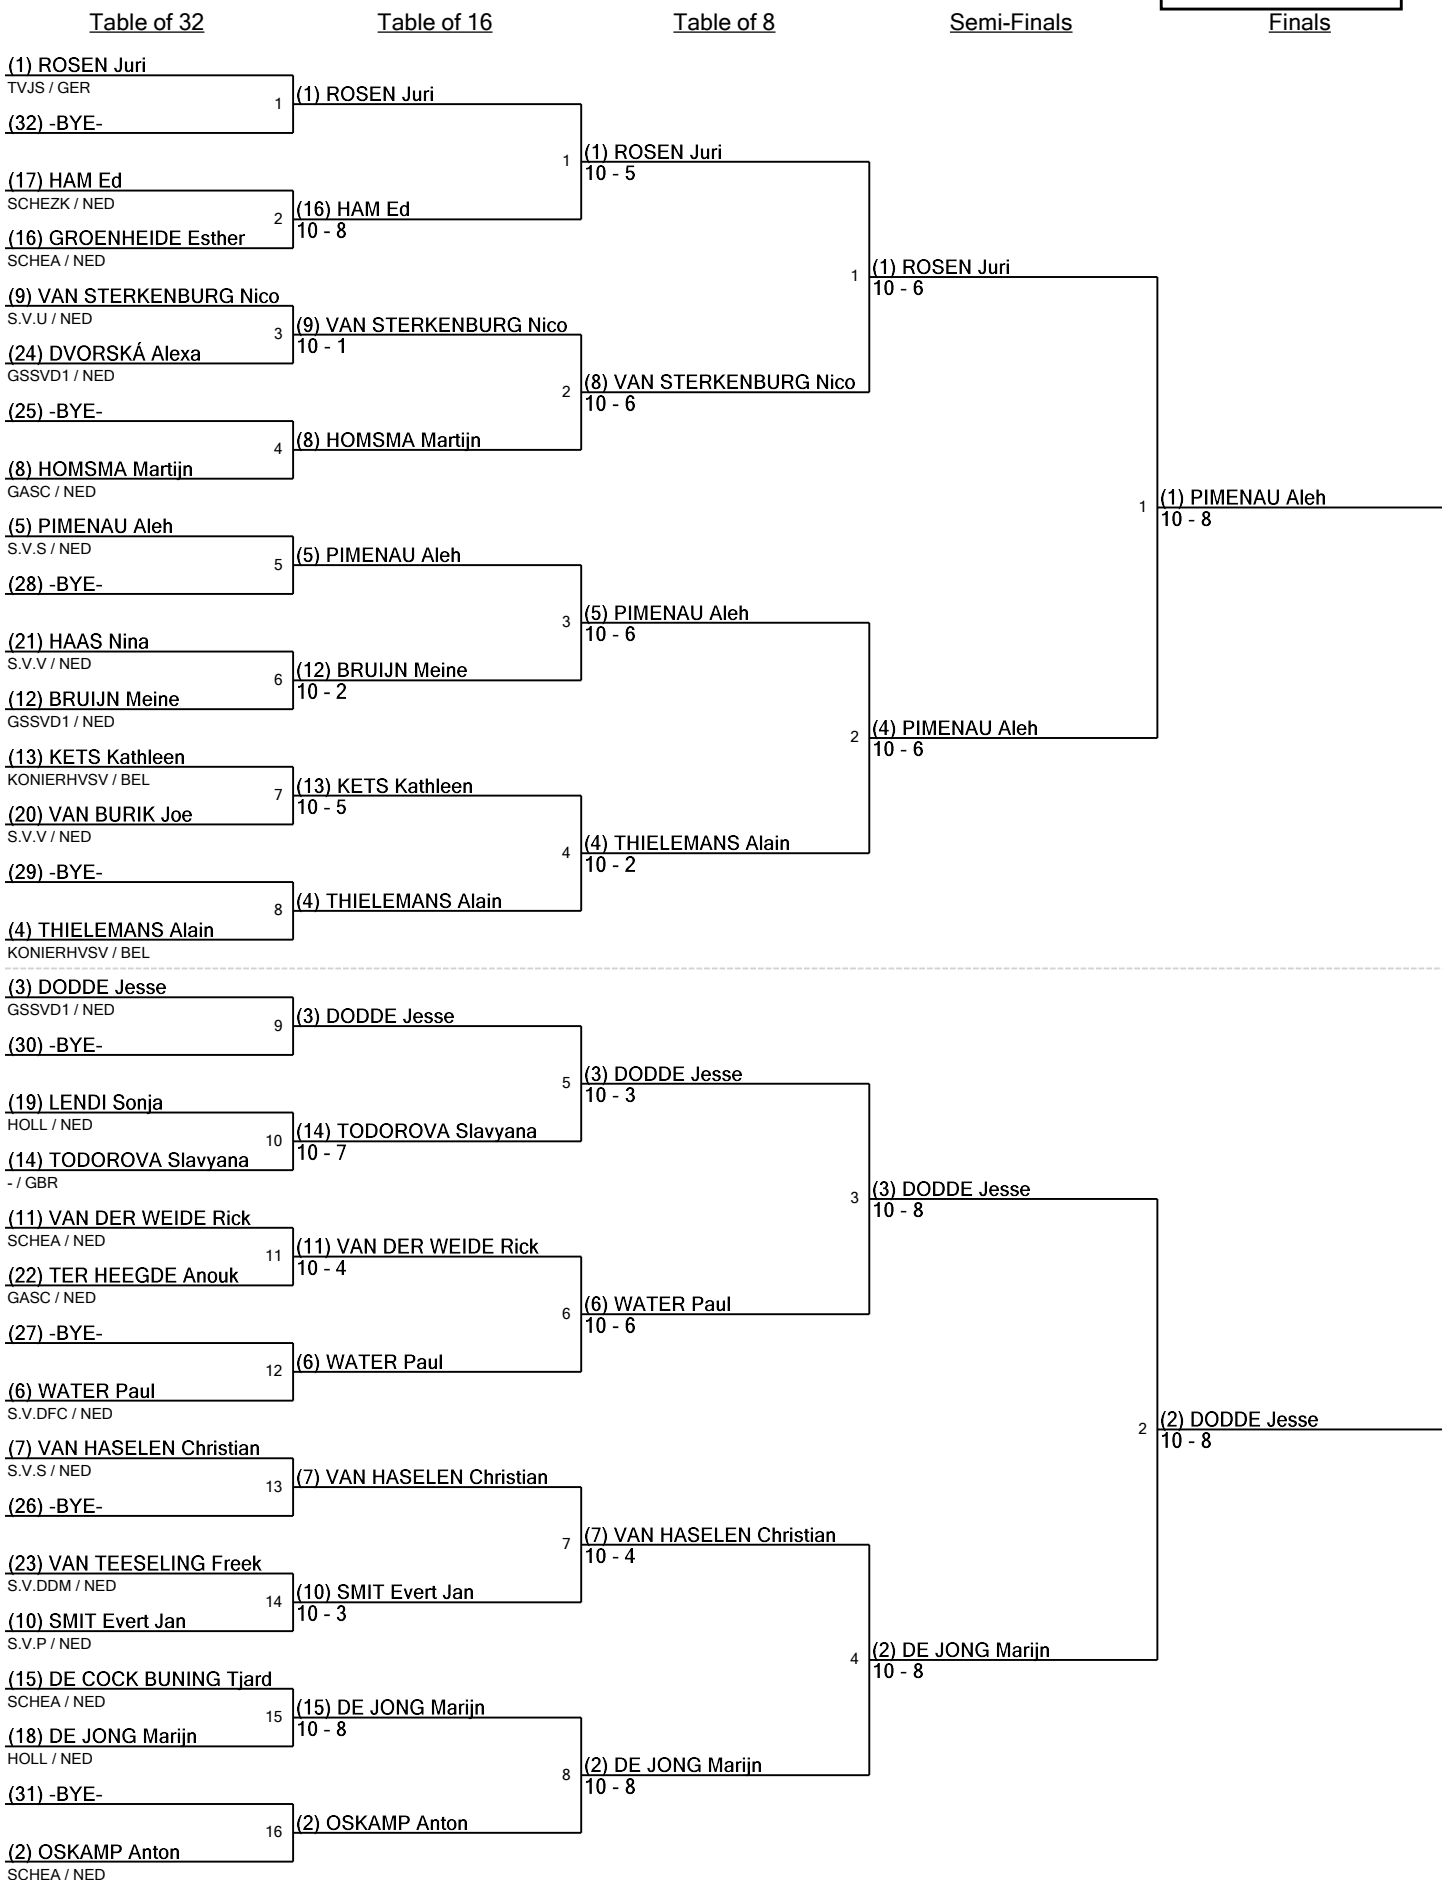 Table of 32
Table of 16
Table of 8
Semi-Finals
Finals
(1) ROSEN Juri
TVJS / GER
1
(32) -BYE-
(17) HAM Ed
SCHEZK / NED
2
(16) GROENHEIDE Esther
SCHEA / NED
(9) VAN STERKENBURG Nico
S.V.U / NED
3
(24) DVORSKÁ Alexa
GSSVD1 / NED
(25) -BYE-
4
(8) HOMSMA Martijn
GASC / NED
(5) PIMENAU Aleh
S.V.S / NED
5
(28) -BYE-
(21) HAAS Nina
S.V.V / NED
6
(12) BRUIJN Meine
GSSVD1 / NED
(13) KETS Kathleen
KONIERHVSV / BEL
7
(20) VAN BURIK Joe
S.V.V / NED
(29) -BYE-
8
(4) THIELEMANS Alain
KONIERHVSV / BEL
(3) DODDE Jesse
GSSVD1 / NED
9
(30) -BYE-
(19) LENDI Sonja
HOLL / NED
10
(14) TODOROVA Slavyana
- / GBR
(11) VAN DER WEIDE Rick
SCHEA / NED
11
(22) TER HEEGDE Anouk
GASC / NED
(27) -BYE-
12
(6) WATER Paul
S.V.DFC / NED
(7) VAN HASELEN Christian
S.V.S / NED
13
(26) -BYE-
(23) VAN TEESELING Freek
S.V.DDM / NED
14
(10) SMIT Evert Jan
S.V.P / NED
(15) DE COCK BUNING Tjard
SCHEA / NED
15
(18) DE JONG Marijn
HOLL / NED
(31) -BYE-
16
(2) OSKAMP Anton
SCHEA / NED
(1) ROSEN Juri
1
(16) HAM Ed
10 - 8
(9) VAN STERKENBURG Nico
10 - 1
2
(8) HOMSMA Martijn
(5) PIMENAU Aleh
3
(12) BRUIJN Meine
10 - 2
(13) KETS Kathleen
10 - 5
4
(4) THIELEMANS Alain
(3) DODDE Jesse
5
(14) TODOROVA Slavyana
10 - 7
(11) VAN DER WEIDE Rick
10 - 4
6
(6) WATER Paul
(7) VAN HASELEN Christian
7
(10) SMIT Evert Jan
10 - 3
(15) DE JONG Marijn
10 - 8
8
(2) OSKAMP Anton
(1) ROSEN Juri
10 - 5
1
(8) VAN STERKENBURG Nico
10 - 6
(5) PIMENAU Aleh
10 - 6
2
(4) THIELEMANS Alain
10 - 2
(3) DODDE Jesse
10 - 3
3
(6) WATER Paul
10 - 6
(7) VAN HASELEN Christian
10 - 4
4
(2) DE JONG Marijn
10 - 8
(1) ROSEN Juri
10 - 6
1
(4) PIMENAU Aleh
10 - 6
(3) DODDE Jesse
10 - 8
2
(2) DE JONG Marijn
10 - 8
(1) PIMENAU Aleh
10 - 8
(2) DODDE Jesse
10 - 8